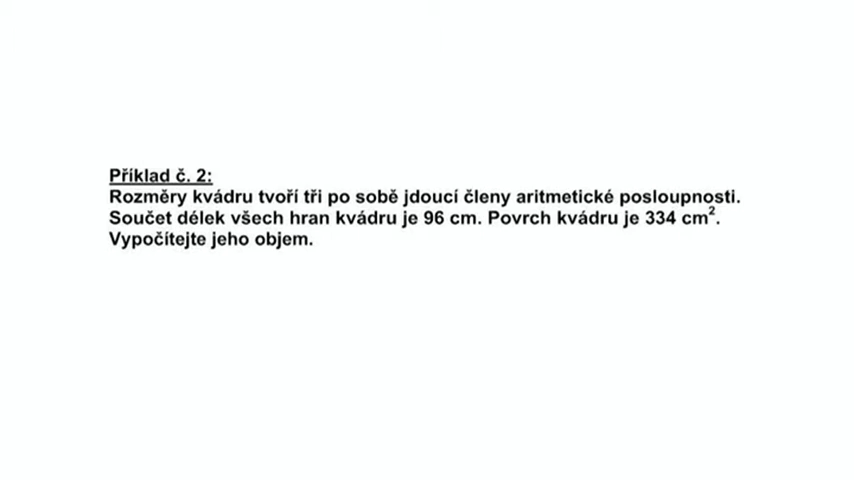 Příklad č. 2:
Rozměry kvádru tvoří tři po sobě jdoucí členy aritmetické posloupnosti.
Součet délek všech hran kvádru je 96 cm. Povrch kvádru je 334 cm².
Vypočítejte jeho objem.